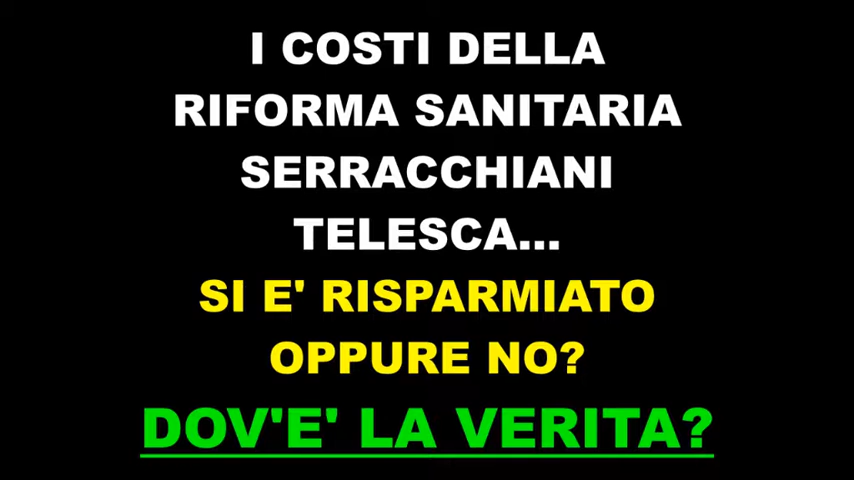 I COSTI DELLA
RIFORMA SANITARIA
SERRACCHIANI
TELESCA...
SI E' RISPARMIATO
OPPURE NO?
DOV'E' LA VERITA?